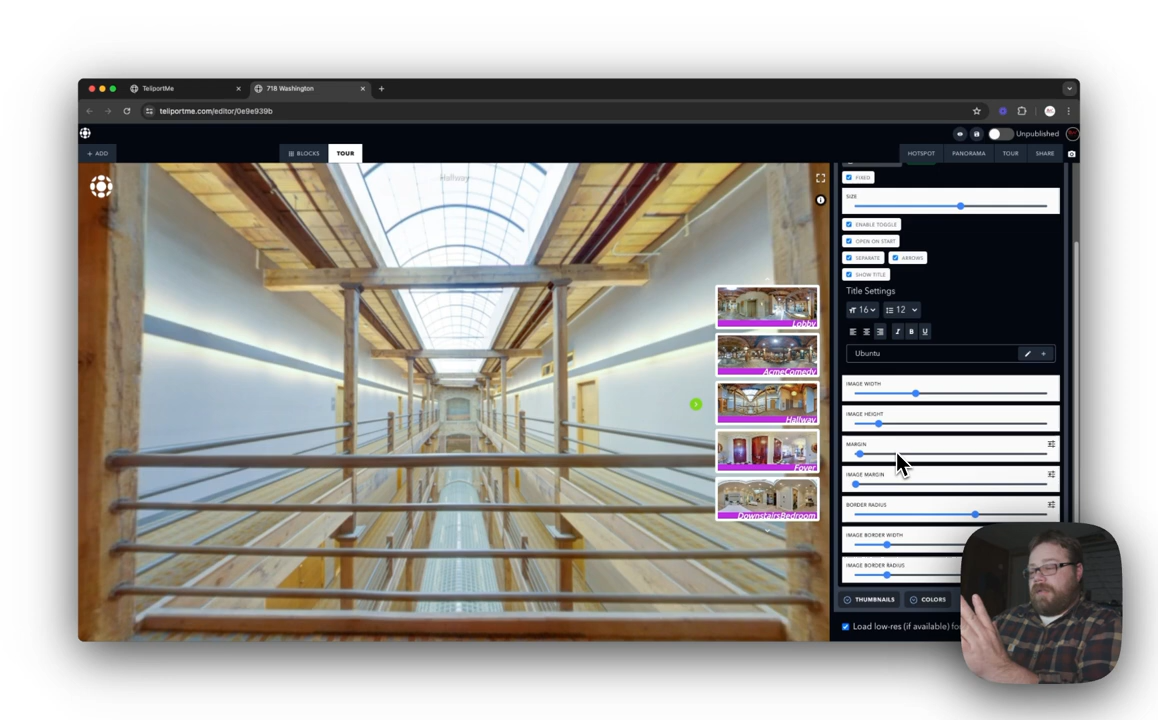 TeliportMe
718 Washington
teliportme.com/editor/0e9e939b
Unpublished
+ ADD
BLOCKS
TOUR
HOTSPOT
PANORAMA
TOUR
SHARE
Hallway
FIXED
SIZE
ENABLE TOGGLE
OPEN ON START
SEPARATE
ARROWS
SHOW TITLE
Title Settings
16
12
I B U
Ubuntu
IMAGE WIDTH
IMAGE HEIGHT
MARGIN
IMAGE MARGIN
BORDER RADIUS
IMAGE BORDER WIDTH
IMAGE BORDER RADIUS
THUMBNAILS
COLORS
Load low-res (if available) fo
Lobby
AcmeComedy
Hallway
Foyer
DownstairsBedroom